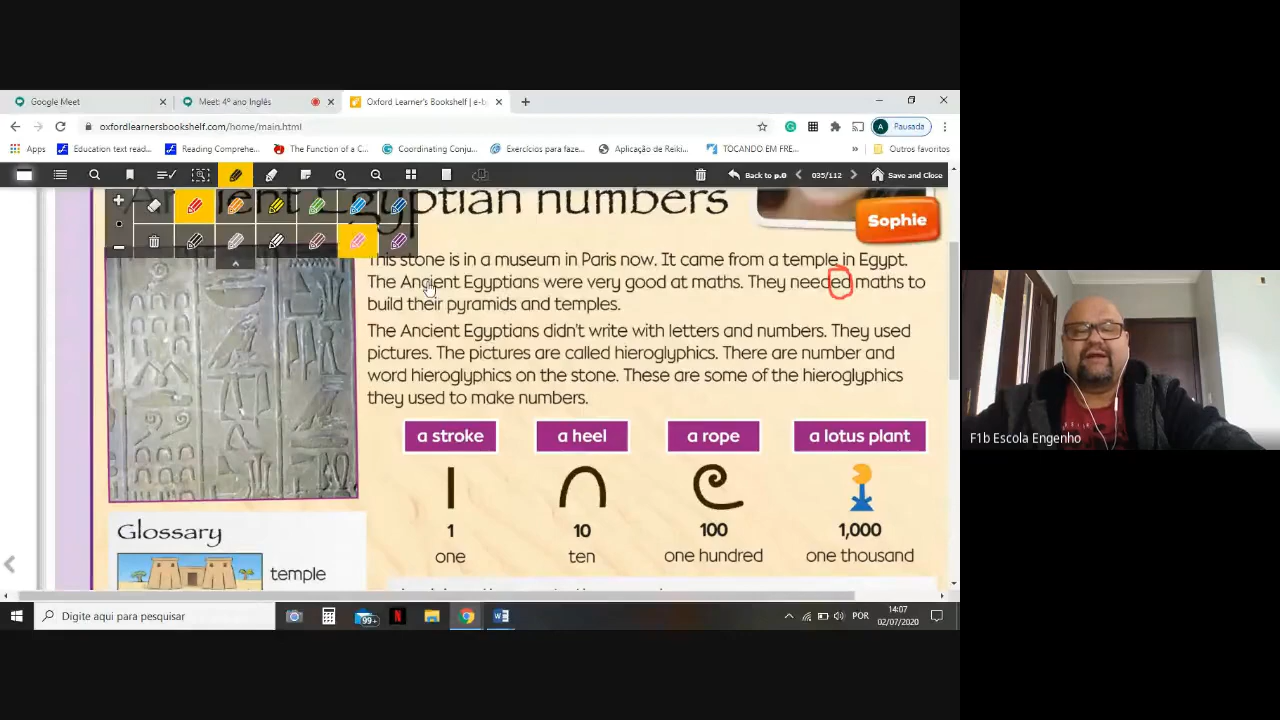 Google Meet
Meet: 4º ano Inglês
Oxford Learner's Bookshelf | e-b
oxfordlearnersbookshelf.com/home/main.html
Pausada
Apps
Education text read...
Reading Comprehe...
The Function of a C...
Coordinating Conju...
Exercícios para faze...
Aplicação de Reiki...
TOCANDO EM FRE...
Outros favoritos
Back to p.0
035/112
Save and Close
Ancient Egyptian numbers
Sophie
This stone is in a museum in Paris now. It came from a temple in Egypt.
The Ancient Egyptians were very good at maths. They needed maths to
build their pyramids and temples.
The Ancient Egyptians didn't write with letters and numbers. They used
pictures. The pictures are called hieroglyphics. There are number and
word hieroglyphics on the stone. These are some of the hieroglyphics
they used to make numbers.
a stroke
a heel
a rope
a lotus plant
1
10
100
1,000
one
ten
one hundred
one thousand
Glossary
temple
F1b Escola Engenho
Digite aqui para pesquisar
99+
POR
14:07
02/07/2020